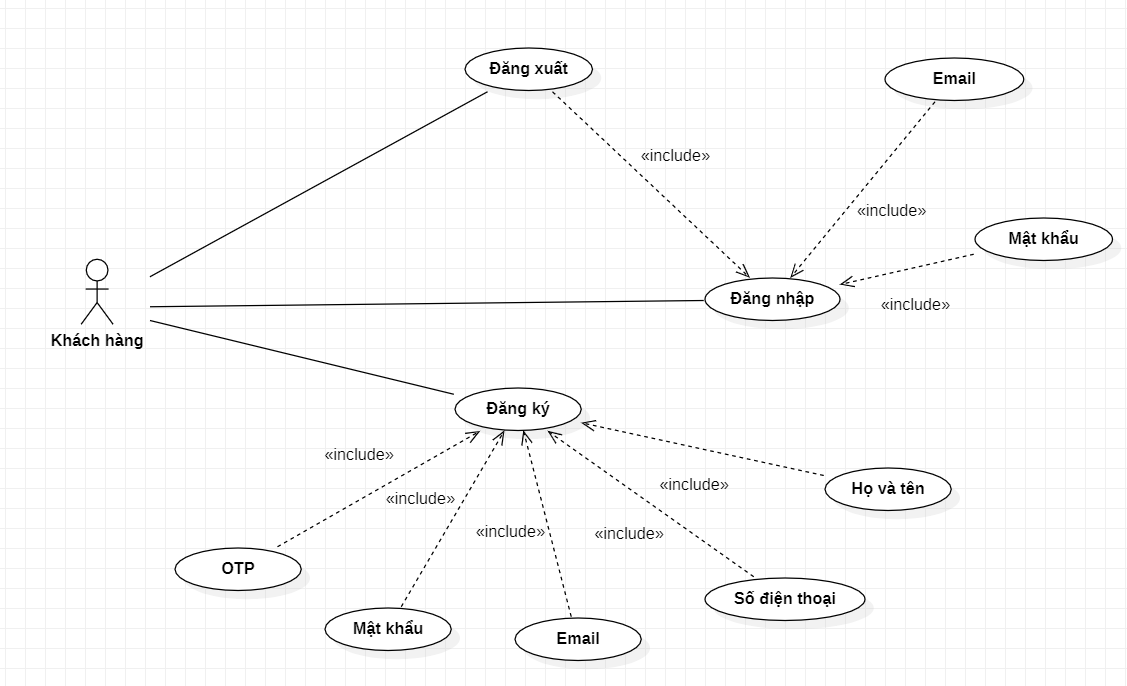 Đăng xuất
Email
«include»
«include»
Mật khẩu
Đăng nhập
«include»
Khách hàng
Đăng ký
«include»
«include»
«include»
«include»
«include»
Họ và tên
OTP
Mật khẩu
Email
Số điện thoại